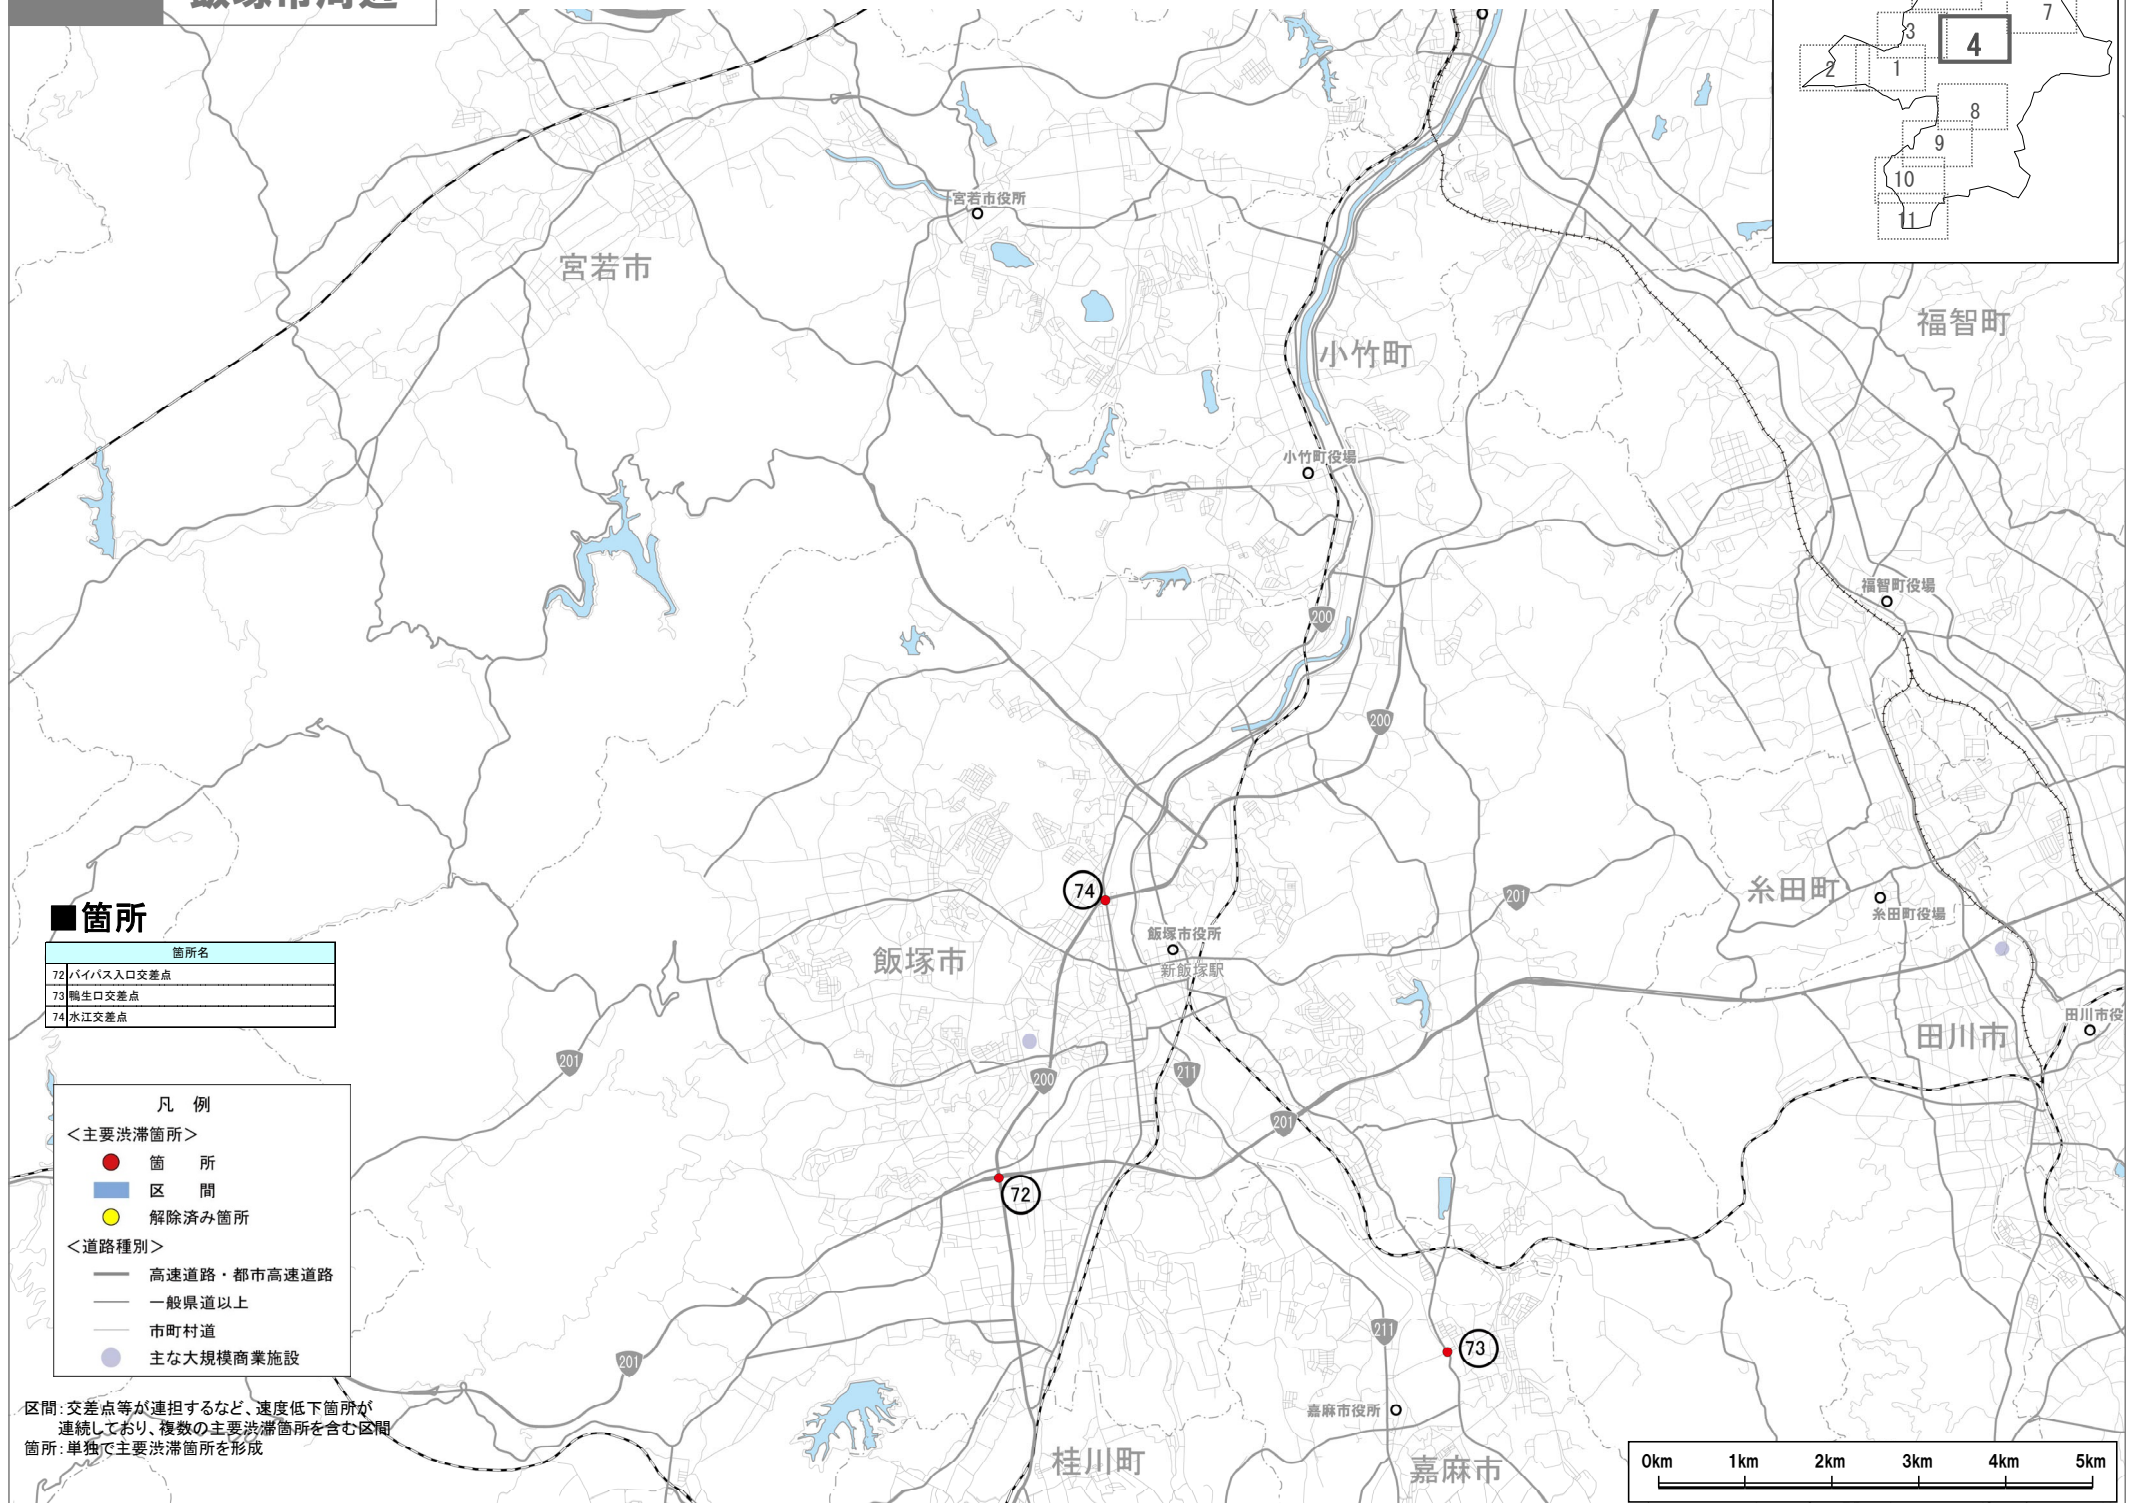 飯塚市周辺
7
3
4
2
1
8
9
10
11
宮若市役所
宮若市
福智町
小竹町
小竹町役場
福智町役場
200
200
74
201
糸田町
糸田町役場
飯塚市役所
飯塚市
新飯塚駅
田川市役
田川市
■箇所
箇所名
72 バイパス入口交差点
73 鴨生口交差点
74 水江交差点
201
200
211
201
72
凡 例
<主要渋滞箇所>
箇 所
区 間
解除済み箇所
<道路種別>
高速道路・都市高速道路
一般県道以上
市町村道
主な大規模商業施設
211
73
201
嘉麻市役所
区間:交差点等が連担するなど、速度低下箇所が
連続しており、複数の主要渋滞箇所を含む区間
箇所:単独で主要渋滞箇所を形成
桂川町
嘉麻市
0km 1km 2km 3km 4km 5km